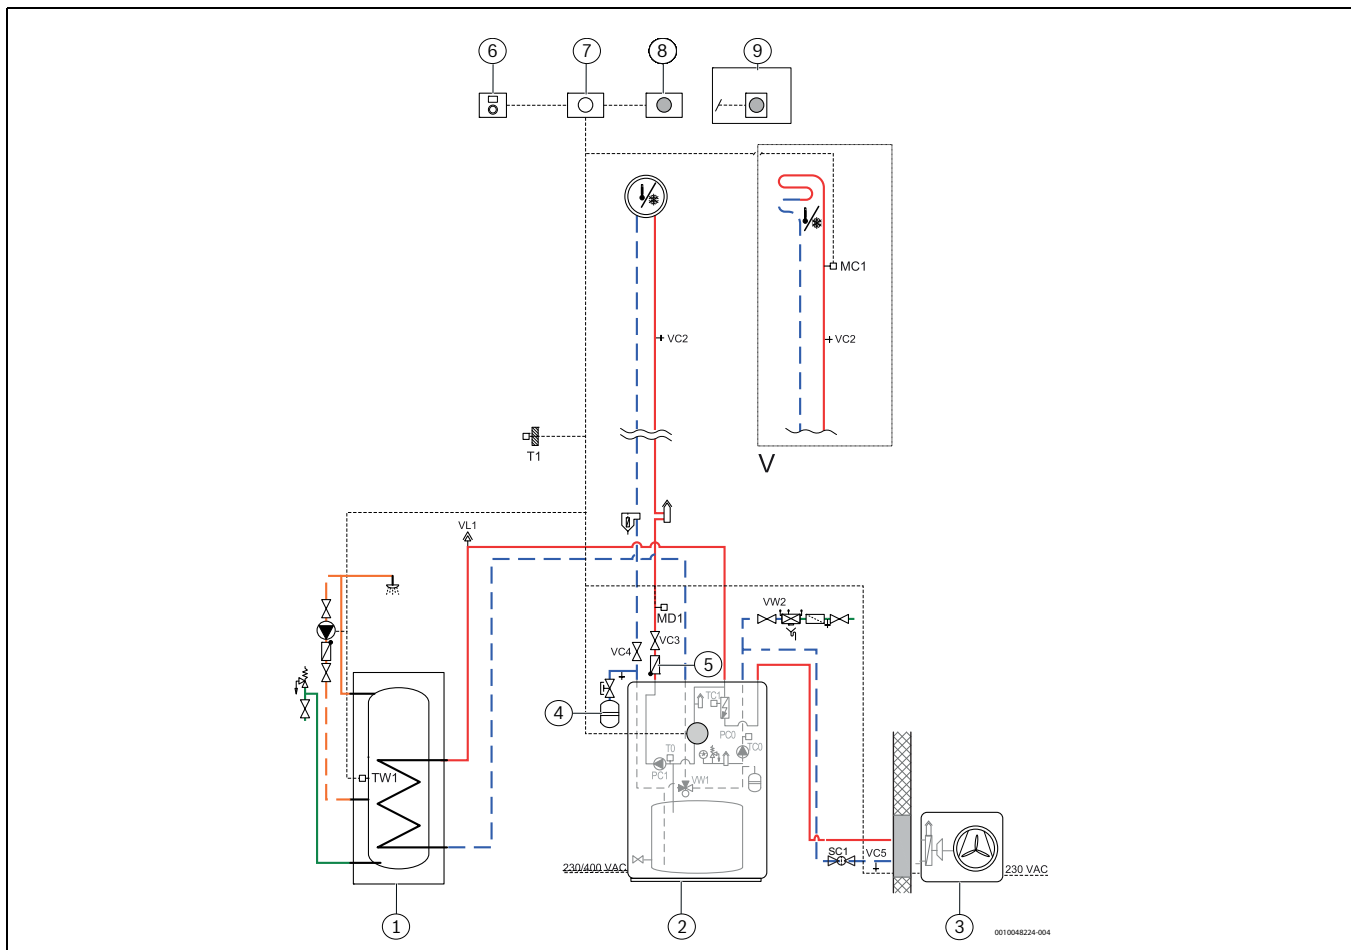 6
7
8
9
MC1
VC2
VC2
T1
V
VL1
VW2
MD1
VC3
VC4
5
TC1
4
PC0
TC0
T0
PC1
VW1
TW1
SC1
VC5
230/400 VAC
230 VAC
1
2
3
0010048224-004